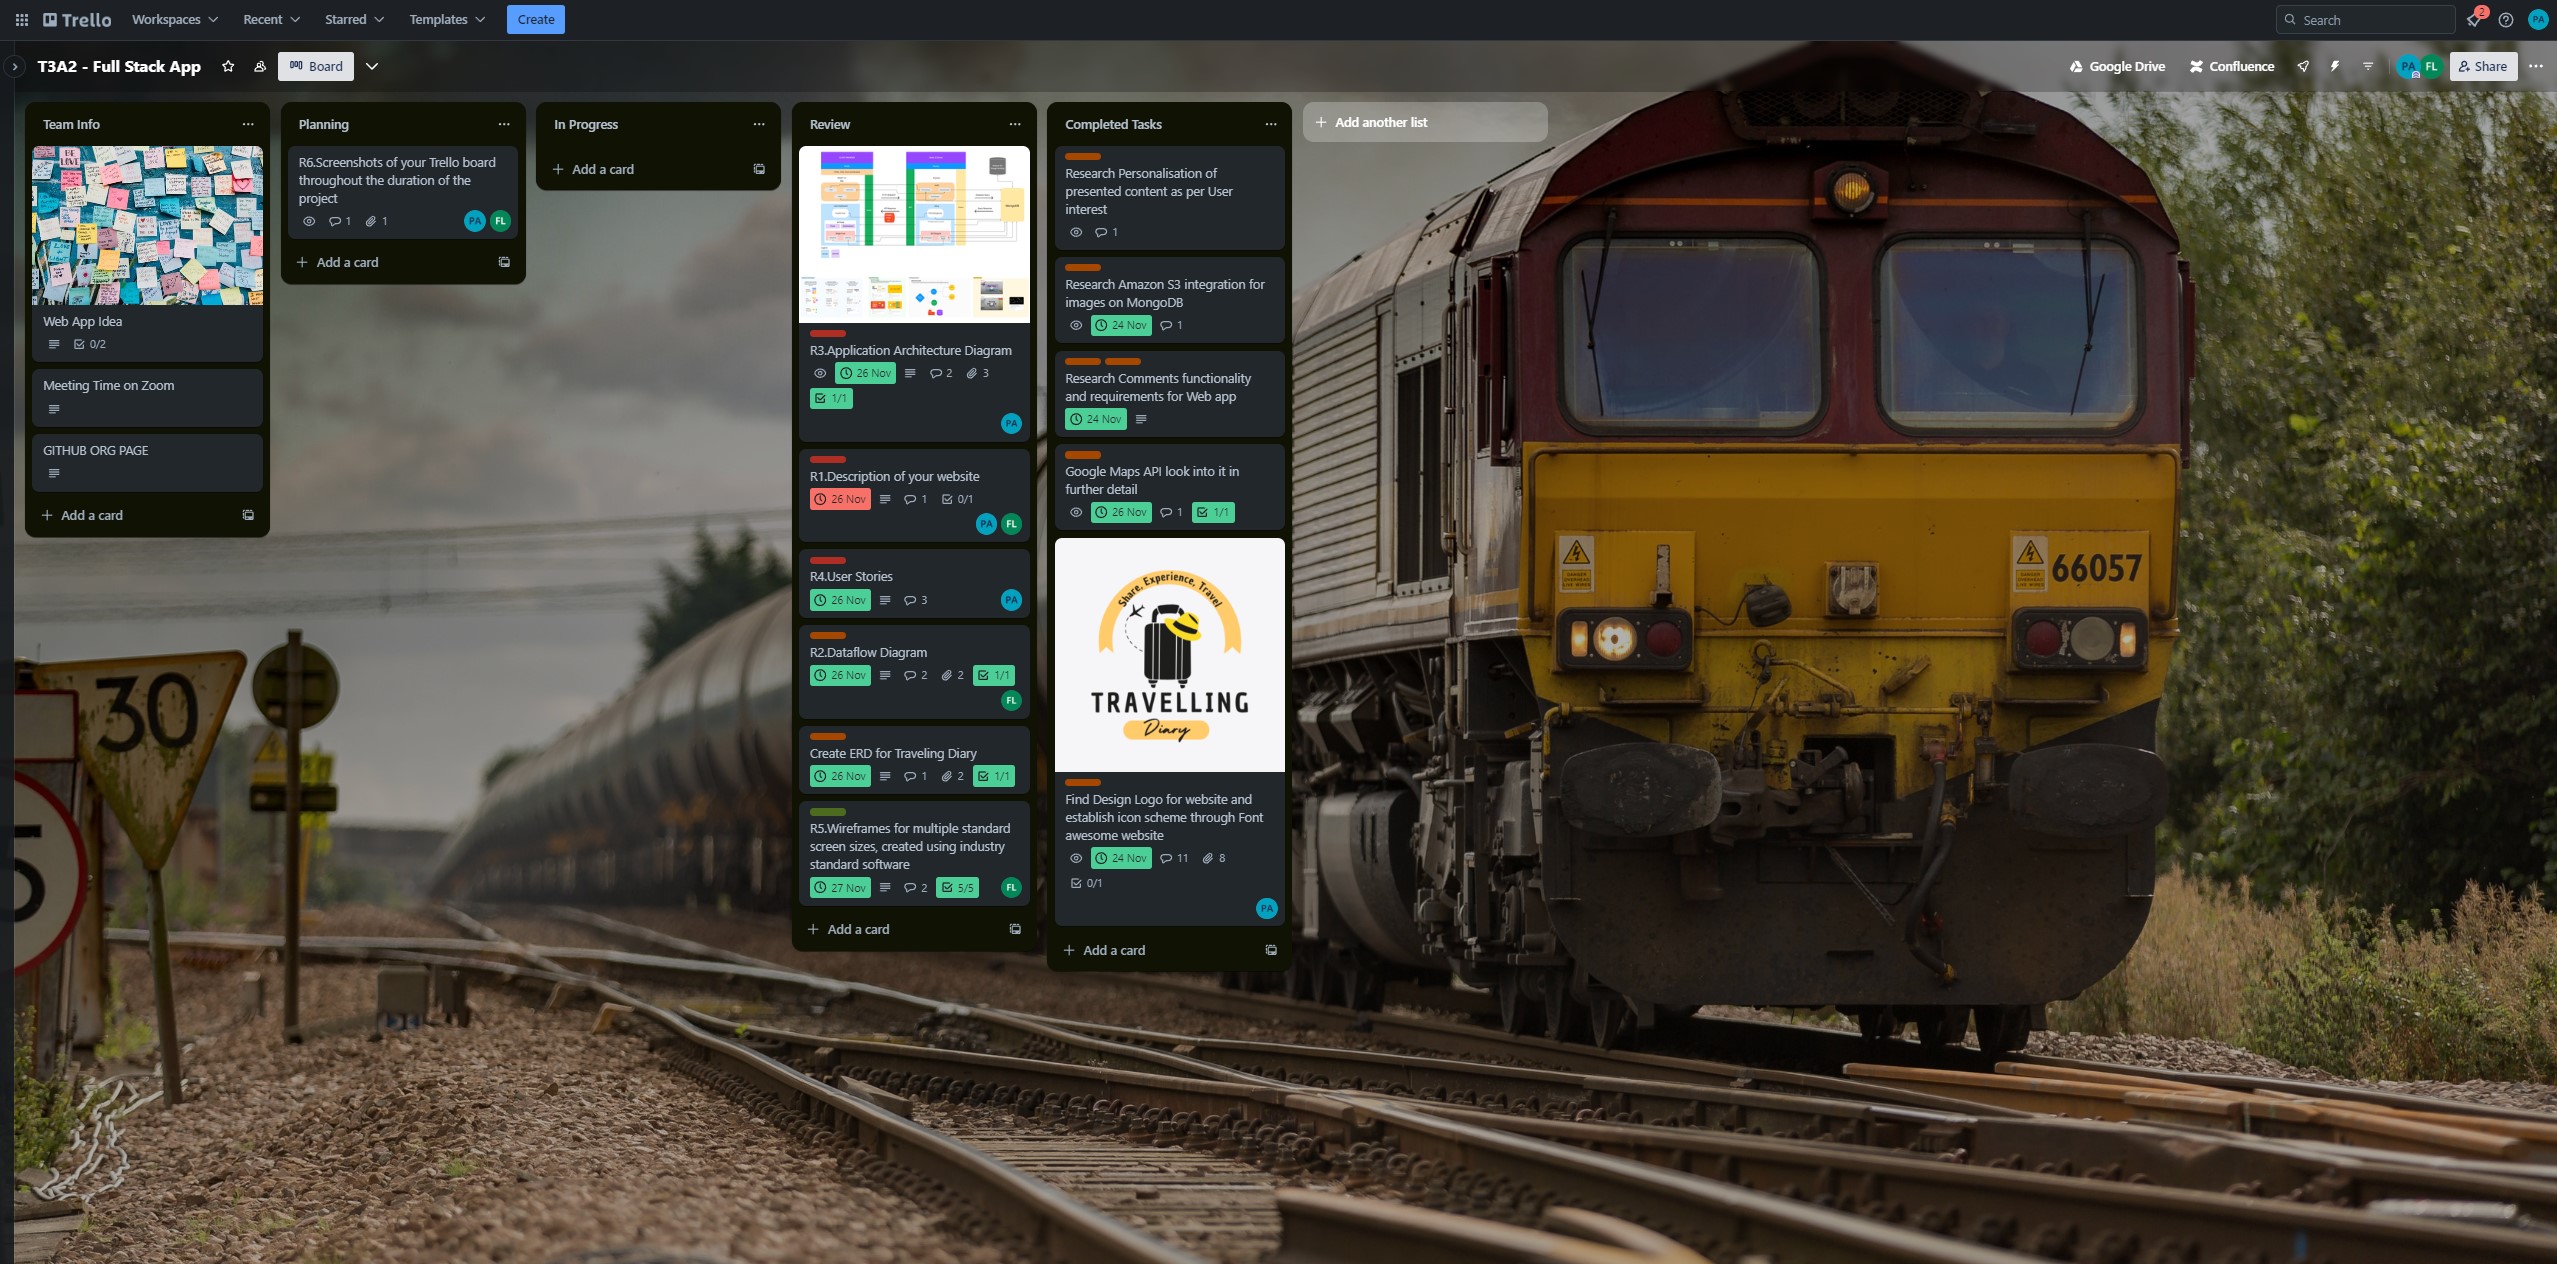 Trello
Workspaces
Recent
Starred
Templates
Create
Search
2
PA
T3A2 - Full Stack App
Board
Google Drive
Confluence
PA
FL
Share
Team Info
BE LOVE
Web App Idea
0/2
Meeting Time on Zoom
GITHUB ORG PAGE
Add a card
Planning
R6.Screenshots of your Trello board
throughout the duration of the
project
1
1
PA
FL
Add a card
In Progress
Add a card
Review
R3.Application Architecture Diagram
26 Nov
2
3
1/1
PA
R1.Description of your website
26 Nov
1
0/1
PA
FL
R4.User Stories
26 Nov
3
PA
R2.Dataflow Diagram
26 Nov
2
2
1/1
FL
Create ERD for Traveling Diary
26 Nov
1
2
1/1
R5.Wireframes for multiple standard
screen sizes, created using industry
standard software
27 Nov
2
5/5
FL
Add a card
Completed Tasks
Research Personalisation of
presented content as per User
interest
1
Research Amazon S3 integration for
images on MongoDB
24 Nov
1
Research Comments functionality
and requirements for Web app
24 Nov
Google Maps API look into it in
further detail
26 Nov
1
1/1
Share, Experience, Travel
TRAVELLING
Diary
Find Design Logo for website and
establish icon scheme through Font
awesome website
24 Nov
11
8
0/1
PA
Add a card
Add another list
66057
30
5